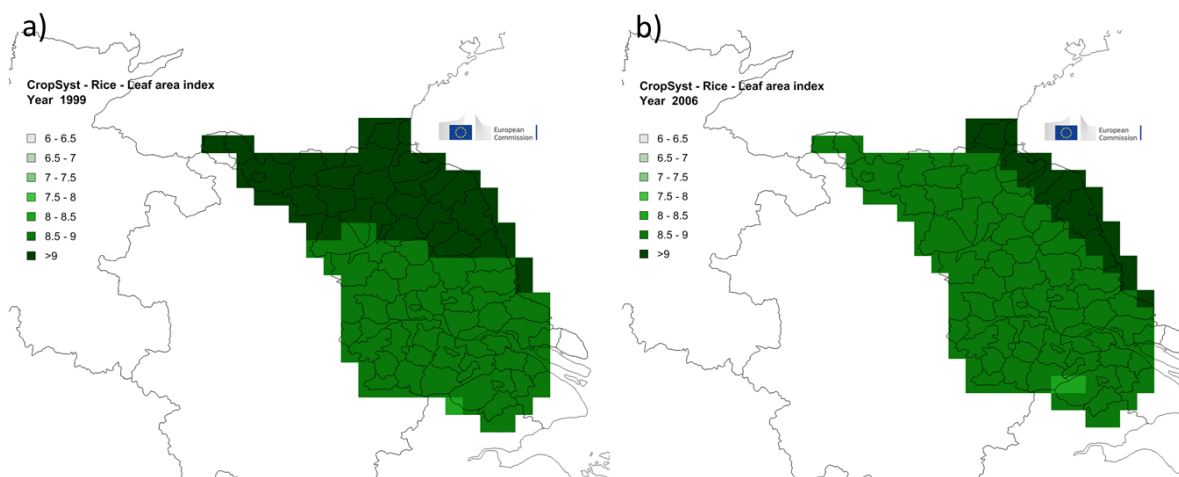 a)
CropSyst - Rice - Leaf area index
Year 1999
6 - 6.5
6.5 - 7
7 - 7.5
7.5 - 8
8 - 8.5
8.5 - 9
>9
European
Commission
b)
CropSyst - Rice - Leaf area index
Year 2006
6 - 6.5
6.5 - 7
7 - 7.5
7.5 - 8
8 - 8.5
8.5 - 9
>9
European
Commission